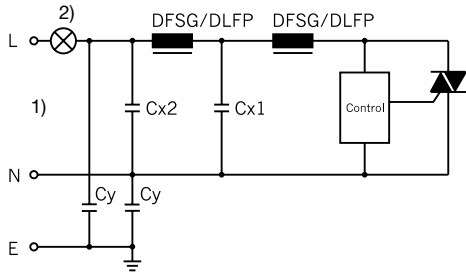 2)
DFSG/DLFP
DFSG/DLFP
L
1)
Cx2
Cx1
Control
N
Cy
Cy
E